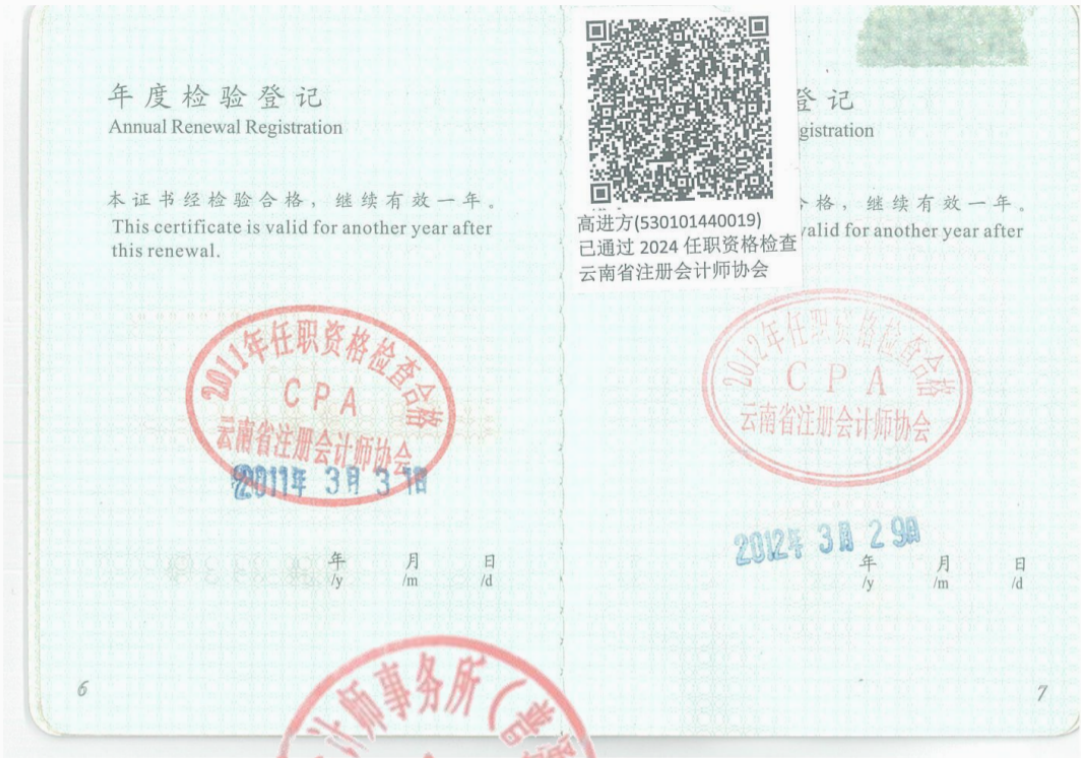 年度检验登记
Annual Renewal Registration
本证书经检验合格，继续有效一年。
This certificate is valid for another year after
this renewal.
2011年任职资格检查合格
CPA
云南省注册会计师协会
2011年 3月 31日
年 月 日
/y /m /d
6
高进方(530101440019)
已通过 2024 任职资格检查
云南省注册会计师协会
登记
gistration
格，继续有效一年。
valid for another year after
2012年任职资格检查合格
CPA
云南省注册会计师协会
2012年 3月 29日
年 月 日
/y /m /d
7
计师事务所（普通